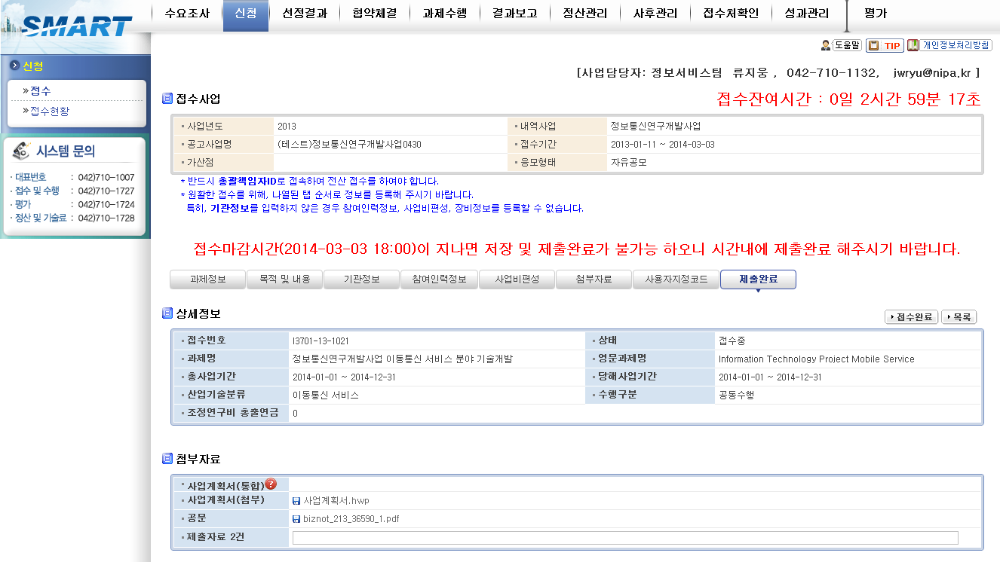 SMART
수요조사 신청 선정결과 협약체결 과제수행 결과보고 정산관리 사후관리 접수처확인 성과관리 평가
도움말 TIP 개인정보처리방침
신청
» 접수
» 접수현황
시스템 문의
· 대표번호 : 042)710-1007
· 접수 및 수행 : 042)710-1727
· 평가 : 042)710-1724
· 정산 및 기술료 : 042)710-1728
[사업담당자: 정보서비스팀 류지웅 , 042-710-1132, jwryu@nipa.kr ]
접수사업
접수잔여시간 : 0일 2시간 59분 17초
사업년도 2013 내역사업 정보통신연구개발사업
공고사업명 (테스트)정보통신연구개발사업0430 접수기간 2013-01-11 ~ 2014-03-03
가산점 응모형태 자유공모
* 반드시 총괄책임자ID로 접속하여 전산 접수를 하여야 합니다.
* 원활한 접수를 위해, 나열된 탭 순서로 정보를 등록해 주시기 바랍니다.
특히, 기관정보를 입력하지 않은 경우 참여인력정보, 사업비편성, 장비정보를 등록할 수 없습니다.
접수마감시간(2014-03-03 18:00)이 지나면 저장 및 제출완료가 불가능 하오니 시간내에 제출완료 해주시기 바랍니다.
과제정보 목적 및 내용 기관정보 참여인력정보 사업비편성 첨부자료 사용자지정코드 제출완료
상세정보
접수완료 목록
접수번호 I3701-13-1021 상태 접수중
과제명 정보통신연구개발사업 이동통신 서비스 분야 기술개발 영문과제명 Information Technology Project Mobile Service
총사업기간 2014-01-01 ~ 2014-12-31 당해사업기간 2014-01-01 ~ 2014-12-31
산업기술분류 이동통신 서비스 수행구분 공동수행
조정연구비 총출연금 0
첨부자료
사업계획서(통합) ?
사업계획서(첨부) 사업계획서.hwp
공문 biznot_213_36590_1.pdf
제출자료 2건